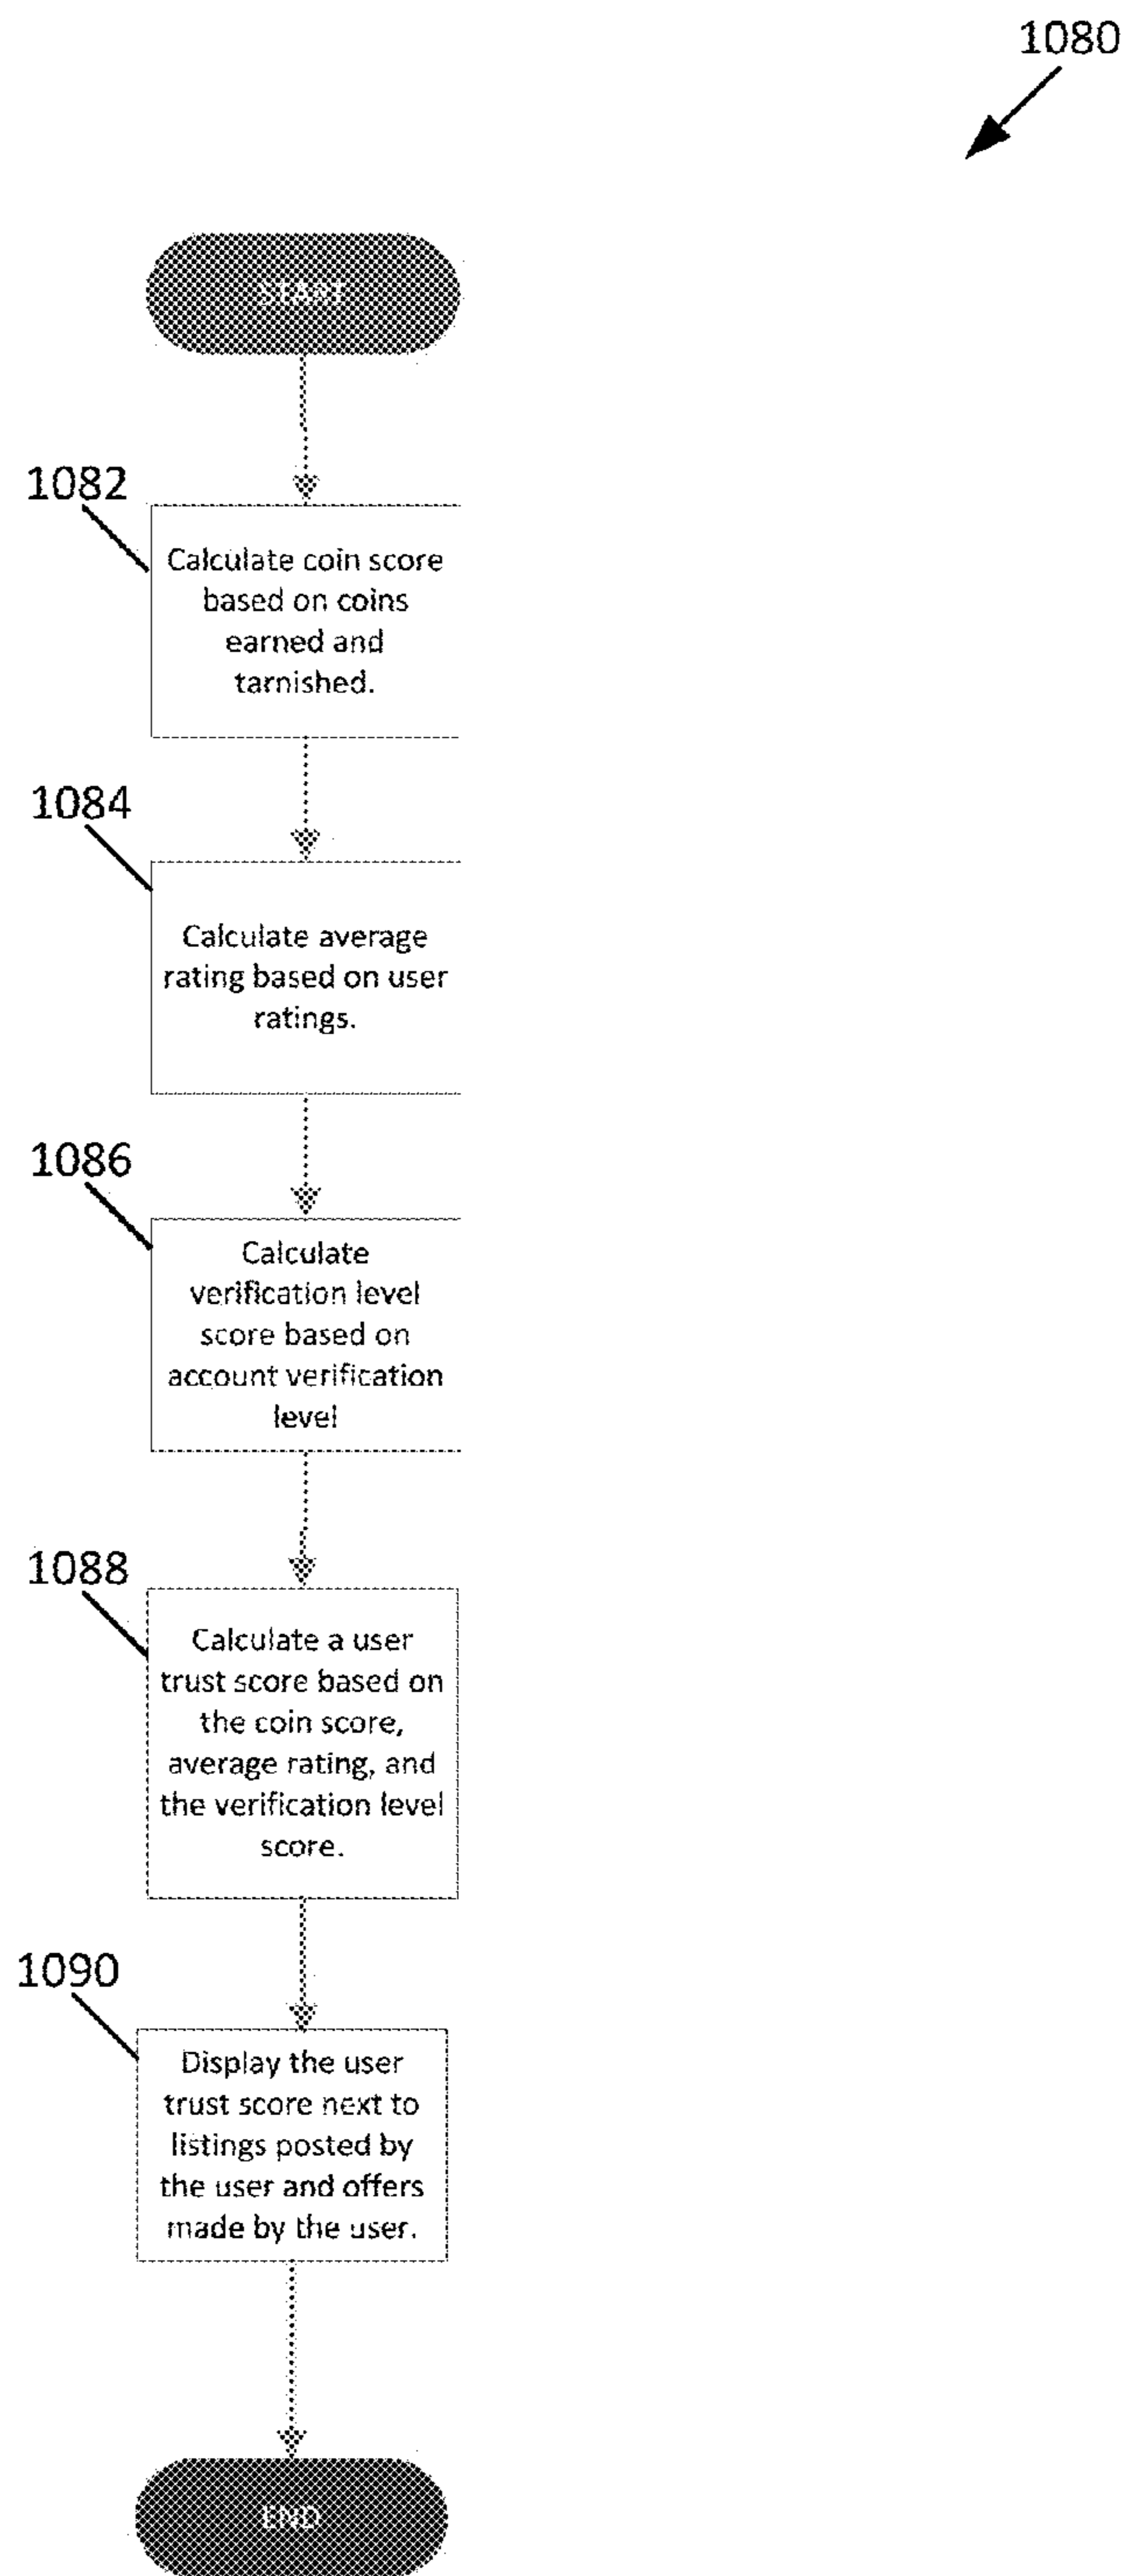 1080
START
1082
Calculate coin score
based on coins
earned and
tarnished.
1084
Calculate average
rating based on user
ratings.
1086
Calculate
verification level
score based on
account verification
level
1088
Calculate a user
trust score based on
the coin score,
average rating, and
the verification level
score.
1090
Display the user
trust score next to
listings posted by
the user and offers
made by the user.
END